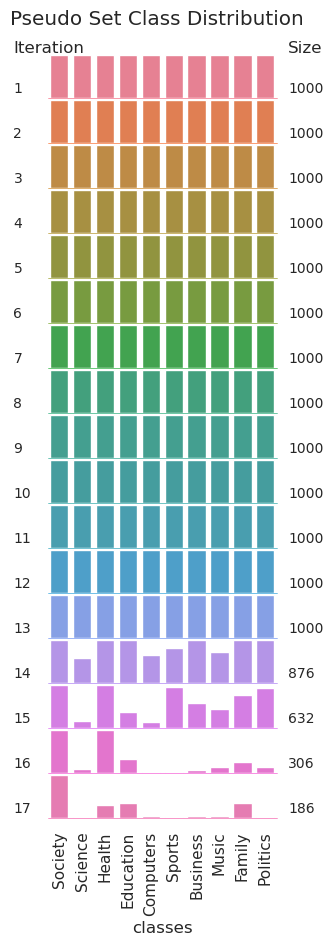 Pseudo Set Class Distribution
Iteration Size
1 1000
2 1000
3 1000
4 1000
5 1000
6 1000
7 1000
8 1000
9 1000
10 1000
11 1000
12 1000
13 1000
14 876
15 632
16 306
17 186
Society
Science
Health
Education
Computers
Sports
Business
Music
Family
Politics
classes